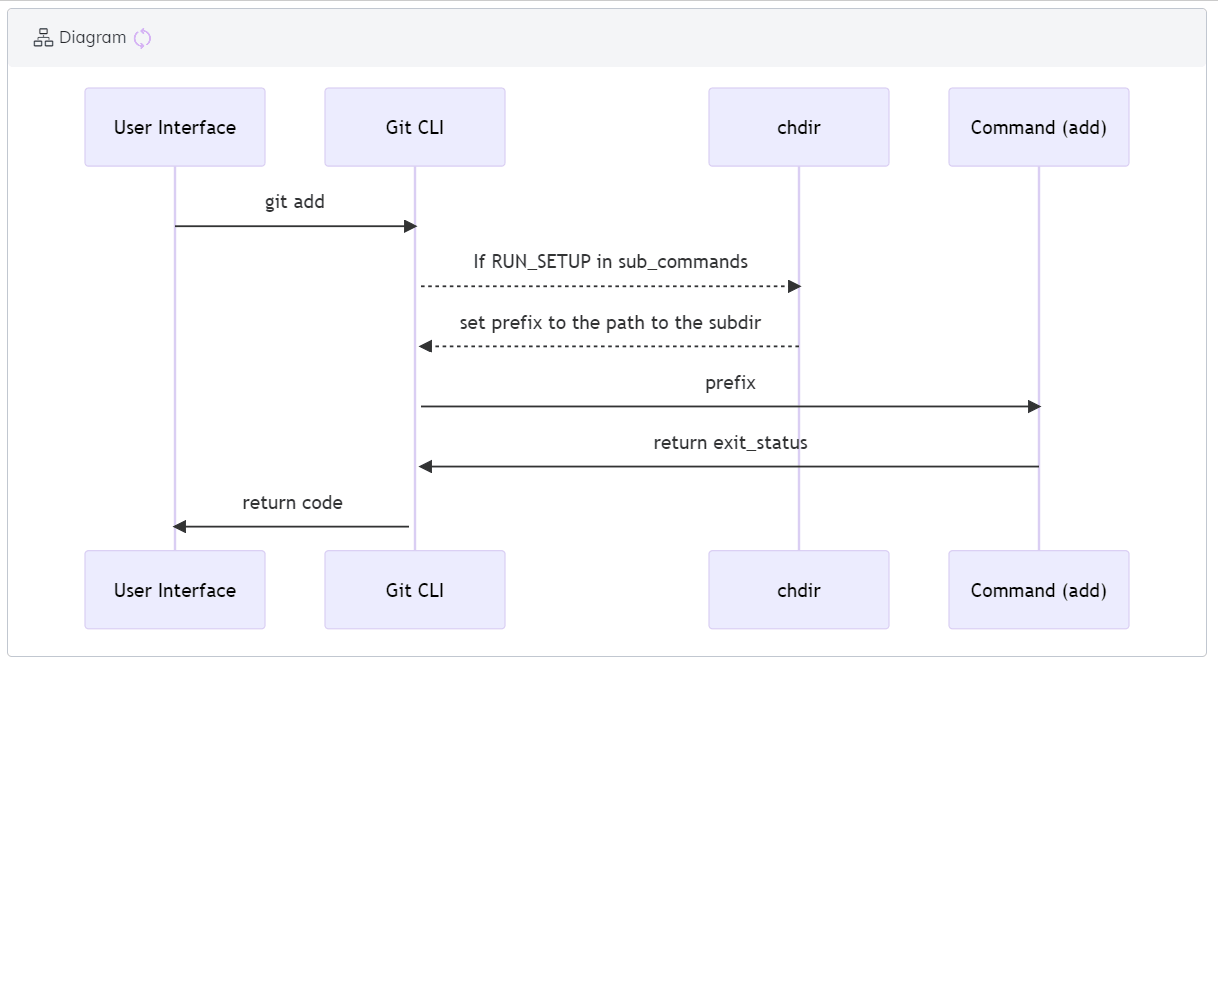 Diagram
User Interface
Git CLI
chdir
Command (add)
git add
If RUN_SETUP in sub_commands
set prefix to the path to the subdir
prefix
return exit_status
return code
User Interface
Git CLI
chdir
Command (add)